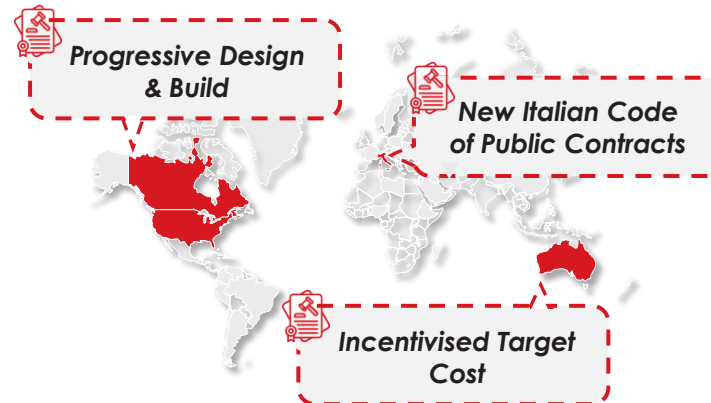 Progressive Design
& Build
New Italian Code
of Public Contracts
Incentivised Target
Cost